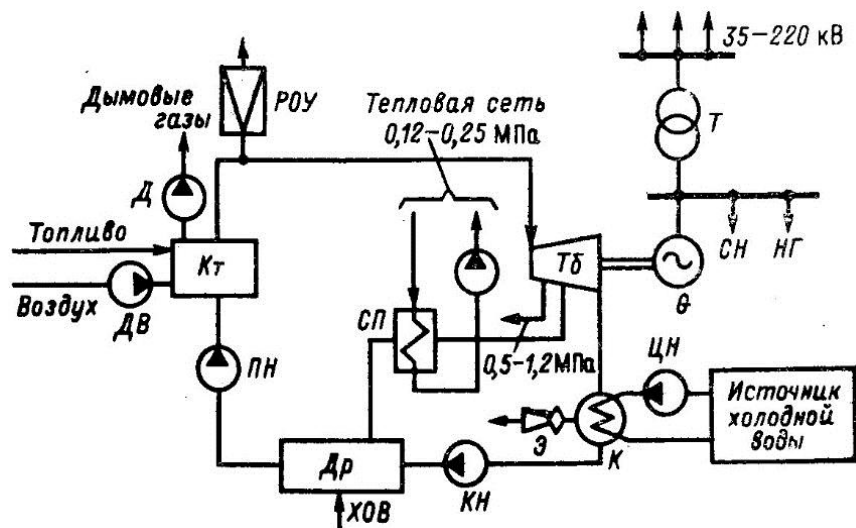 35–220 кВ
Дымовые
газы
РОУ
Тепловая сеть
0,12–0,25 МПа
Т
Д
СН
НГ
Топливо
Кт
Тб
Воздух
ДВ
СП
G
0,5–1,2 МПа
ПН
ЦН
Источник
холодной
воды
Э
К
Др
КН
ХОВ